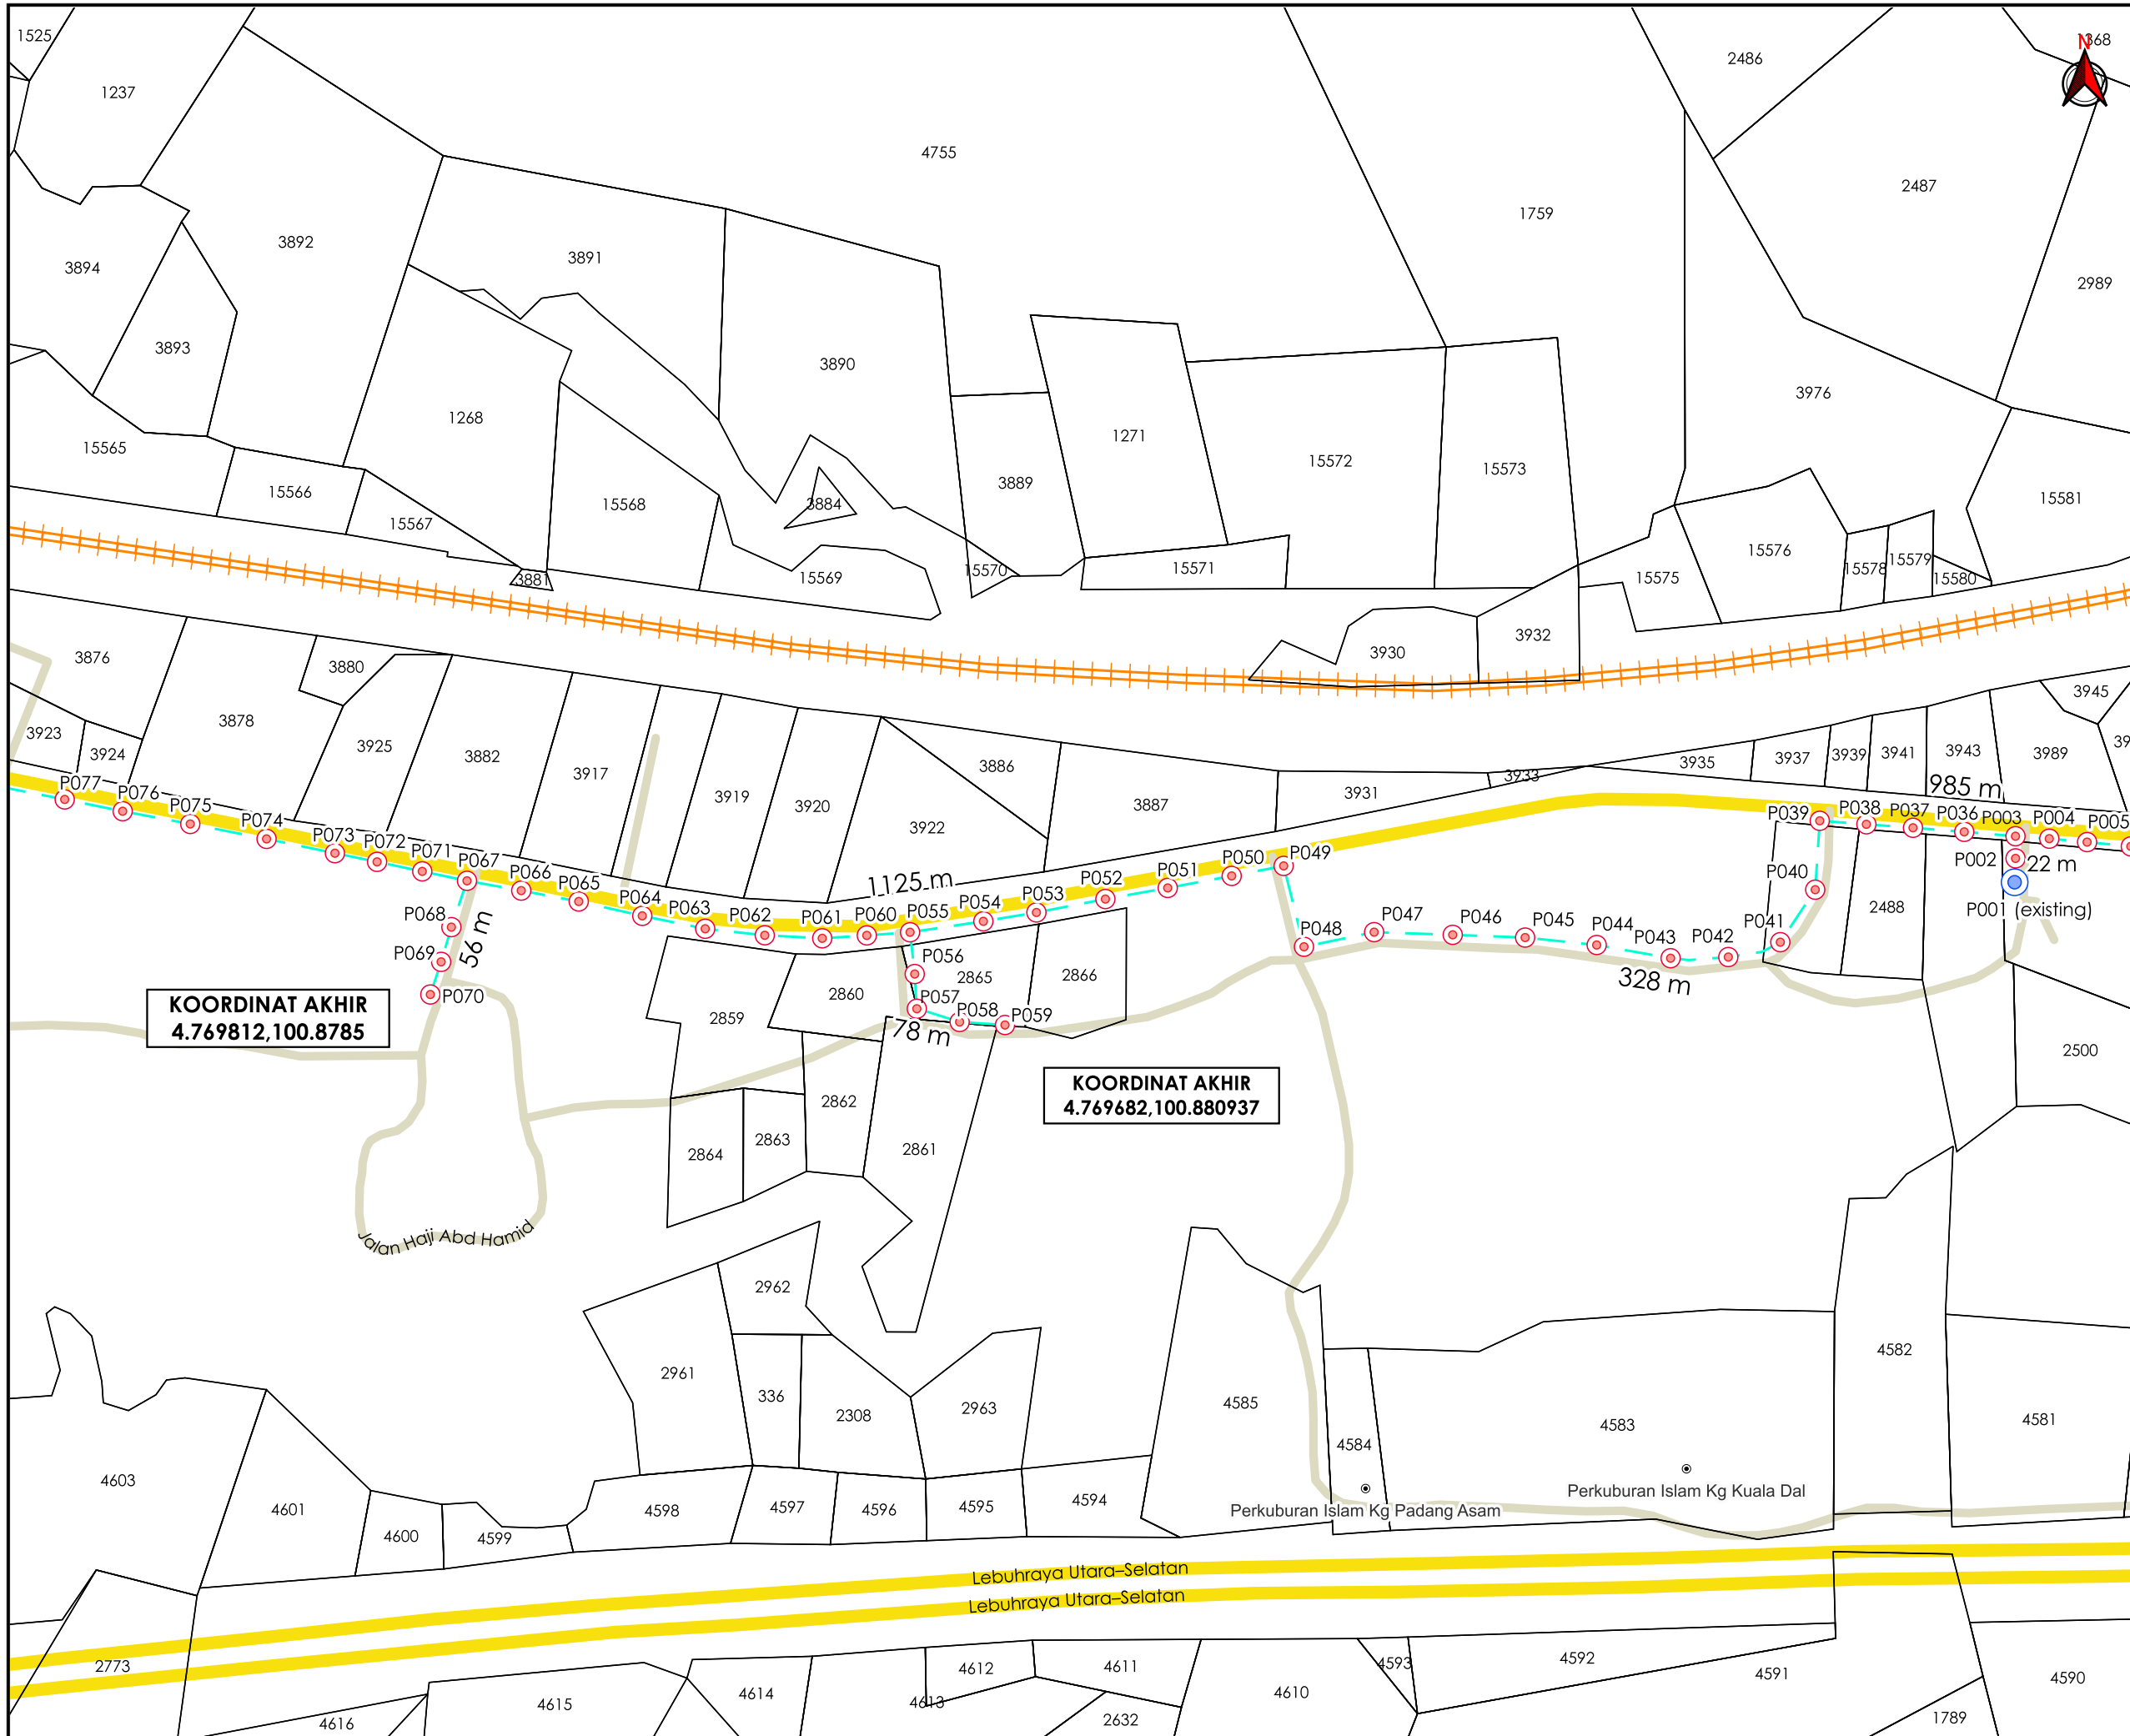 1525
1237
4755
2486
N
1759
2487
3892
3894
3891
2989
3893
3890
3976
1268
1271
15565
15572
15573
15566
3889
15581
15568
3884
15567
15576
15579
15578
15580
15569
15570
15571
15575
3881
3932
3930
3876
3880
3945
3878
3923
3924
3925
3882
3917
3886
3919
3920
3922
3887
3931
3933
3935
3937
3939
3941
3943
3989
985 m
P077
P076
P075
P074
P073
P072
P071
P067
P066
P065
P064
P063
P062
P061
P060
P055
P054
P053
P052
P051
P050
P049
P039
P038
P037
P036
P003
P004
P005
1125 m
P002
22 m
P001 (existing)
P040
2488
P041
P042
P043
P044
P045
P046
P047
P048
328 m
P068
P069
P070
56 m
P056
2865
2866
P057
P058
P059
78 m
2860
2859
KOORDINAT AKHIR
4.769812,100.8785
KOORDINAT AKHIR
4.769682,100.880937
2500
2862
2863
2864
2861
Jalan Haji Abd Hamid
2962
2961
336
2308
2963
4585
4582
4581
4583
4584
4603
4601
4600
4599
4598
4597
4596
4595
4594
Perkuburan Islam Kg Kuala Dal
Perkuburan Islam Kg Padang Asam
Lebuhraya Utara–Selatan
Lebuhraya Utara–Selatan
2773
4612
4611
4593
4592
4591
4590
4616
4615
4614
4613
2632
4610
1789